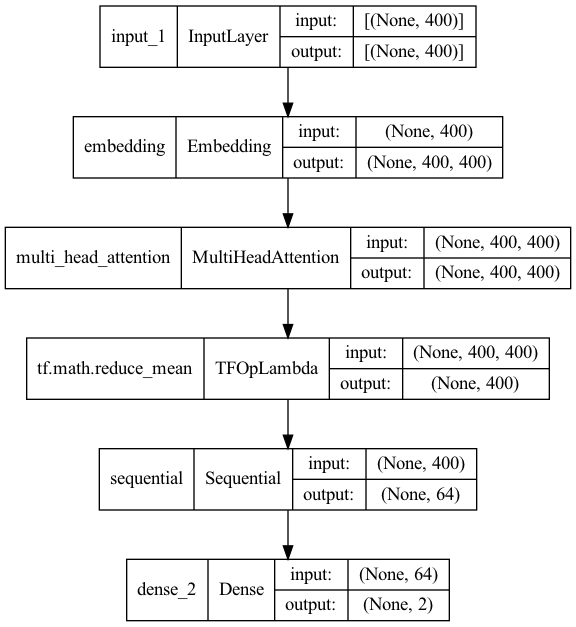 input_1 InputLayer input: [(None, 400)]
output: [(None, 400)]
embedding Embedding input: (None, 400)
output: (None, 400, 400)
multi_head_attention MultiHeadAttention input: (None, 400, 400)
output: (None, 400, 400)
tf.math.reduce_mean TFOpLambda input: (None, 400, 400)
output: (None, 400)
sequential Sequential input: (None, 400)
output: (None, 64)
dense_2 Dense input: (None, 64)
output: (None, 2)